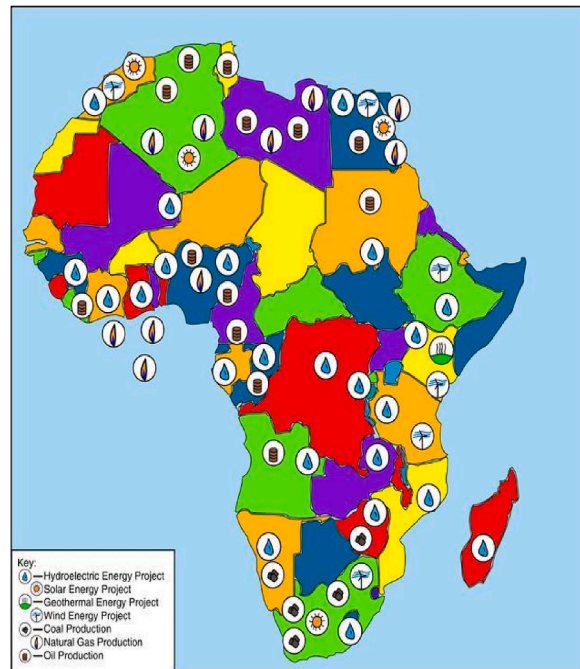 Key:
—Hydroelectric Energy Project
—Solar Energy Project
—Geothermal Energy Project
—Wind Energy Project
—Coal Production
—Natural Gas Production
—Oil Production